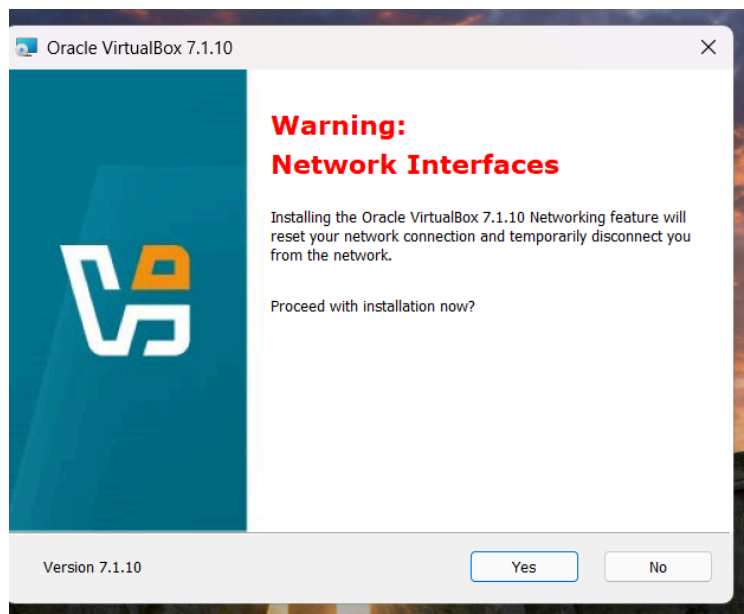 Oracle VirtualBox 7.1.10
Warning:
Network Interfaces
Installing the Oracle VirtualBox 7.1.10 Networking feature will
reset your network connection and temporarily disconnect you
from the network.
Proceed with installation now?
Version 7.1.10
Yes
No